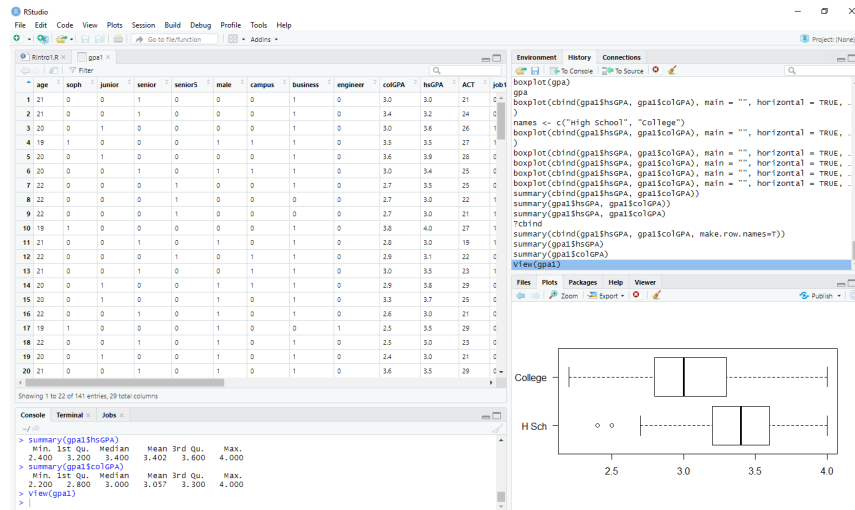 RStudio
File Edit Code View Plots Session Build Debug Profile Tools Help
Go to file/function Addins Project: (None)
RIntro1.R gpa1
Filter
age soph junior senior senior5 male campus business engineer colGPA hsGPA ACT job1
1 21 0 0 1 0 0 0 1 0 3.0 3.0 21 0
2 21 0 0 1 0 0 0 1 0 3.4 3.2 24 0
3 20 0 1 0 0 0 0 1 0 3.0 3.6 26 1
4 19 1 0 0 0 1 1 1 0 3.5 3.5 27 1
5 20 0 1 0 0 0 0 1 0 3.6 3.9 28 0
6 20 0 0 1 0 1 1 1 0 3.0 3.4 25 0
7 22 0 0 0 1 0 0 1 0 2.7 3.5 25 0
8 22 0 0 0 1 0 0 0 0 2.7 3.0 22 1
9 22 0 0 0 1 0 0 0 0 2.7 3.0 21 1
10 19 1 0 0 0 0 0 1 0 3.8 4.0 27 1
11 21 0 0 1 0 1 0 1 0 2.8 3.0 19 1
12 22 0 0 0 1 0 1 1 0 2.9 3.1 22 0
13 21 0 0 1 0 0 1 1 0 3.0 3.5 23 1
14 20 0 1 0 0 1 1 1 0 2.9 3.8 29 0
15 20 0 1 0 0 1 0 1 0 3.3 3.7 25 0
16 22 0 0 1 0 1 0 1 0 2.6 3.0 21 0
17 19 1 0 0 0 1 0 0 1 2.5 3.5 29 0
18 22 0 0 1 0 1 0 1 0 2.5 3.0 23 0
19 20 0 1 0 0 1 0 1 0 2.4 3.0 21 0
20 21 0 0 1 0 1 0 1 0 3.6 3.5 29 0
Showing 1 to 22 of 141 entries, 29 total columns
Console Terminal Jobs
~/
> summary(gpa1$hsGPA)
Min. 1st Qu. Median Mean 3rd Qu. Max.
2.400 3.200 3.400 3.402 3.600 4.000
> summary(gpa1$colGPA)
Min. 1st Qu. Median Mean 3rd Qu. Max.
2.200 2.800 3.000 3.057 3.300 4.000
> View(gpa1)
>
Environment History Connections
To Console To Source
boxplot(gpa)
gpa
boxplot(cbind(gpa1$hsGPA, gpa1$colGPA), main = "", horizontal = TRUE, ..
)
names <- c("High School", "College")
boxplot(cbind(gpa1$hsGPA, gpa1$colGPA), main = "", horizontal = TRUE, ..
)
boxplot(cbind(gpa1$hsGPA, gpa1$colGPA), main = "", horizontal = TRUE, ..
boxplot(cbind(gpa1$hsGPA, gpa1$colGPA), main = "", horizontal = TRUE, ..
boxplot(cbind(gpa1$hsGPA, gpa1$colGPA), main = "", horizontal = TRUE, ..
boxplot(cbind(gpa1$hsGPA, gpa1$colGPA), main = "", horizontal = TRUE, ..
summary(gpa1$hsGPA, gpa1$colGPA))
summary(gpa1$hsGPA, gpa1$colGPA)
?cbind
summary(cbind(gpa1$hsGPA, gpa1$colGPA, make.row.names=T))
summary(gpa1$hsGPA)
summary(gpa1$colGPA)
View(gpa1)
Files Plots Packages Help Viewer
Zoom Export Publish
College
H Sch
2.5 3.0 3.5 4.0